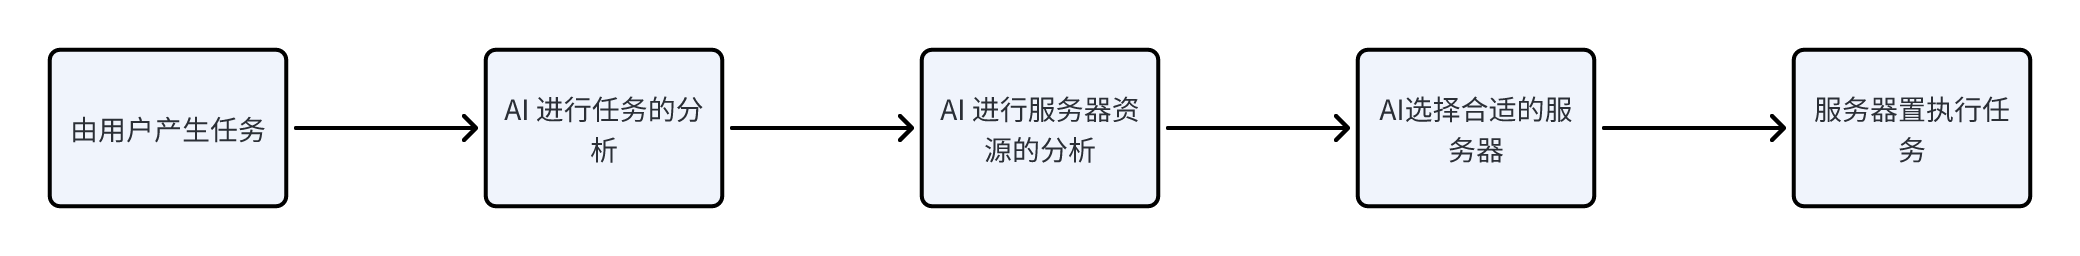 由用户产生任务
AI 进行任务的分
析
AI 进行服务器资
源的分析
AI选择合适的服
务器
服务器置执行任
务